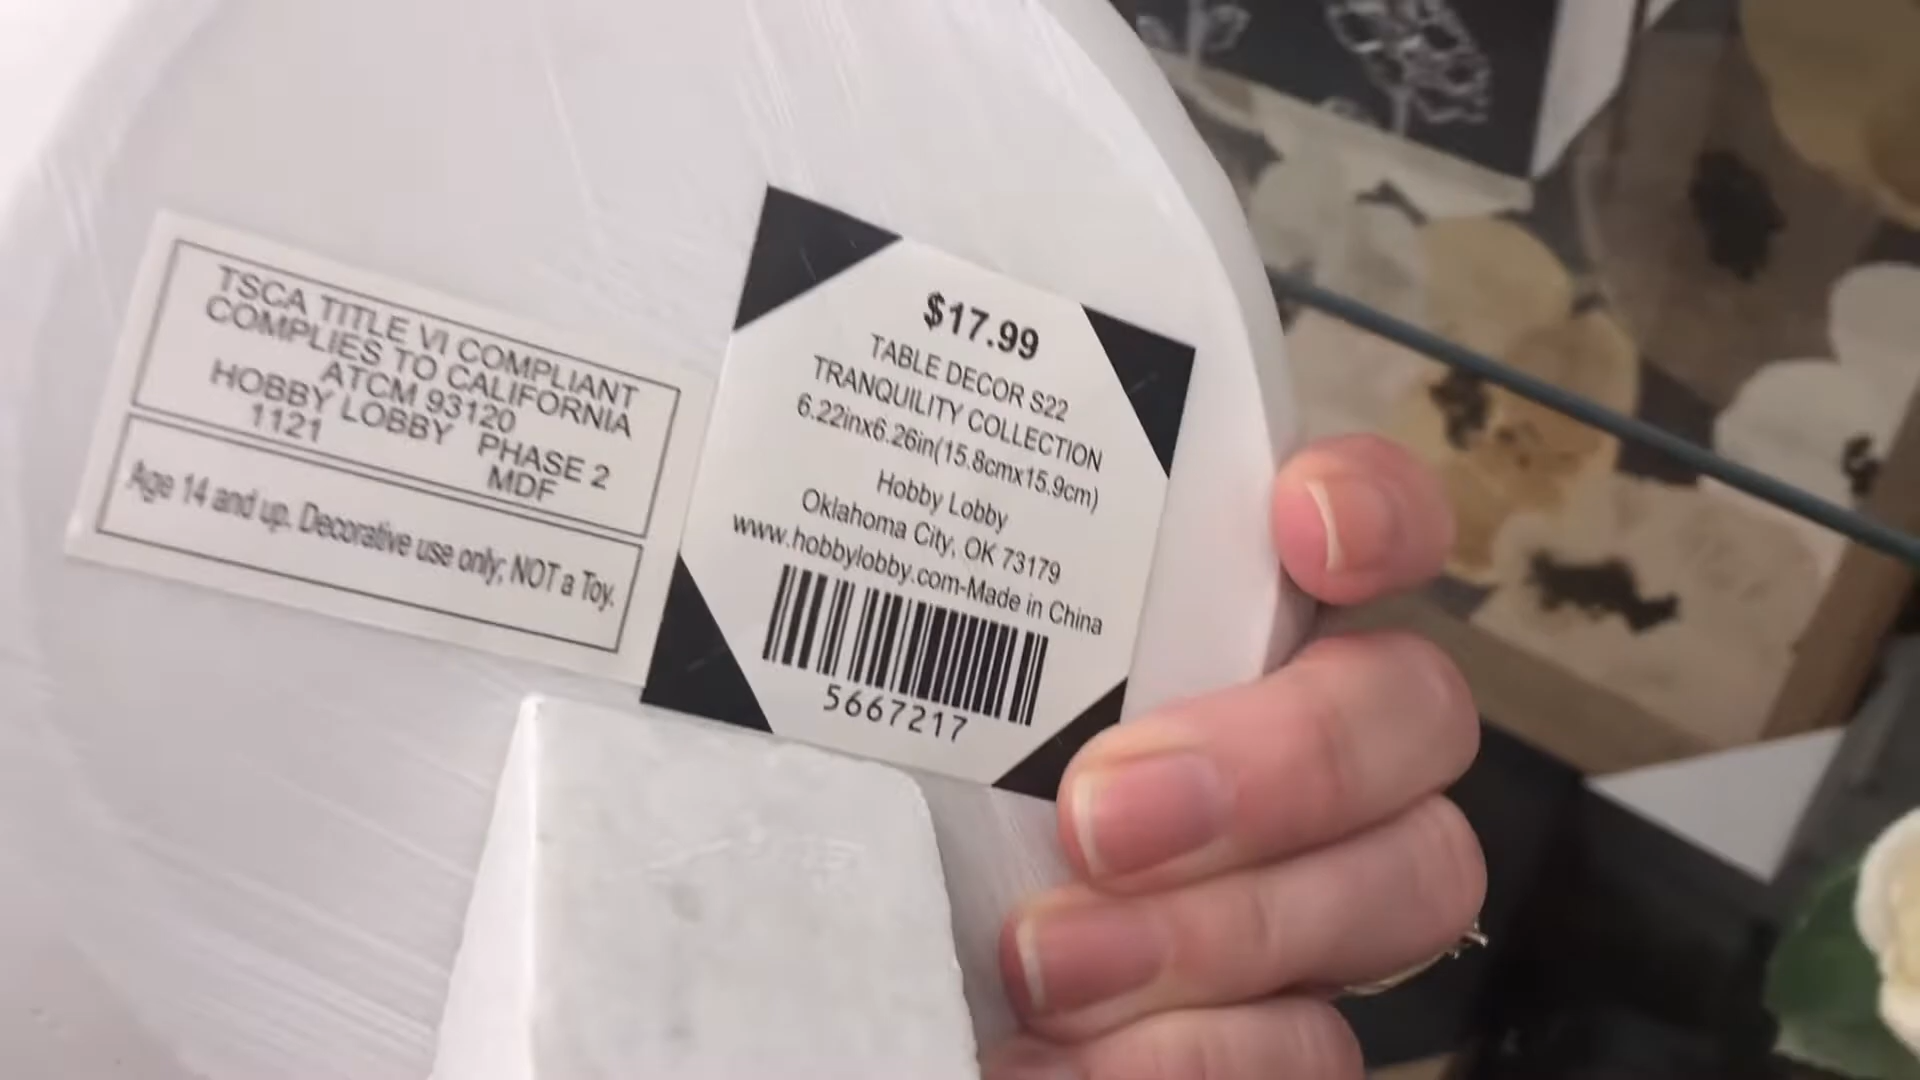 TSCA TITLE VI COMPLIANT
COMPLIES TO CALIFORNIA
ATCM 93120
HOBBY LOBBY PHASE 2
1121 MDF
Age 14 and up. Decorative use only; NOT a Toy.
$17.99
TABLE DECOR S22
TRANQUILITY COLLECTION
6.22inx6.26in(15.8cmx15.9cm)
Hobby Lobby
Oklahoma City, OK 73179
www.hobbylobby.com-Made in China
5667217